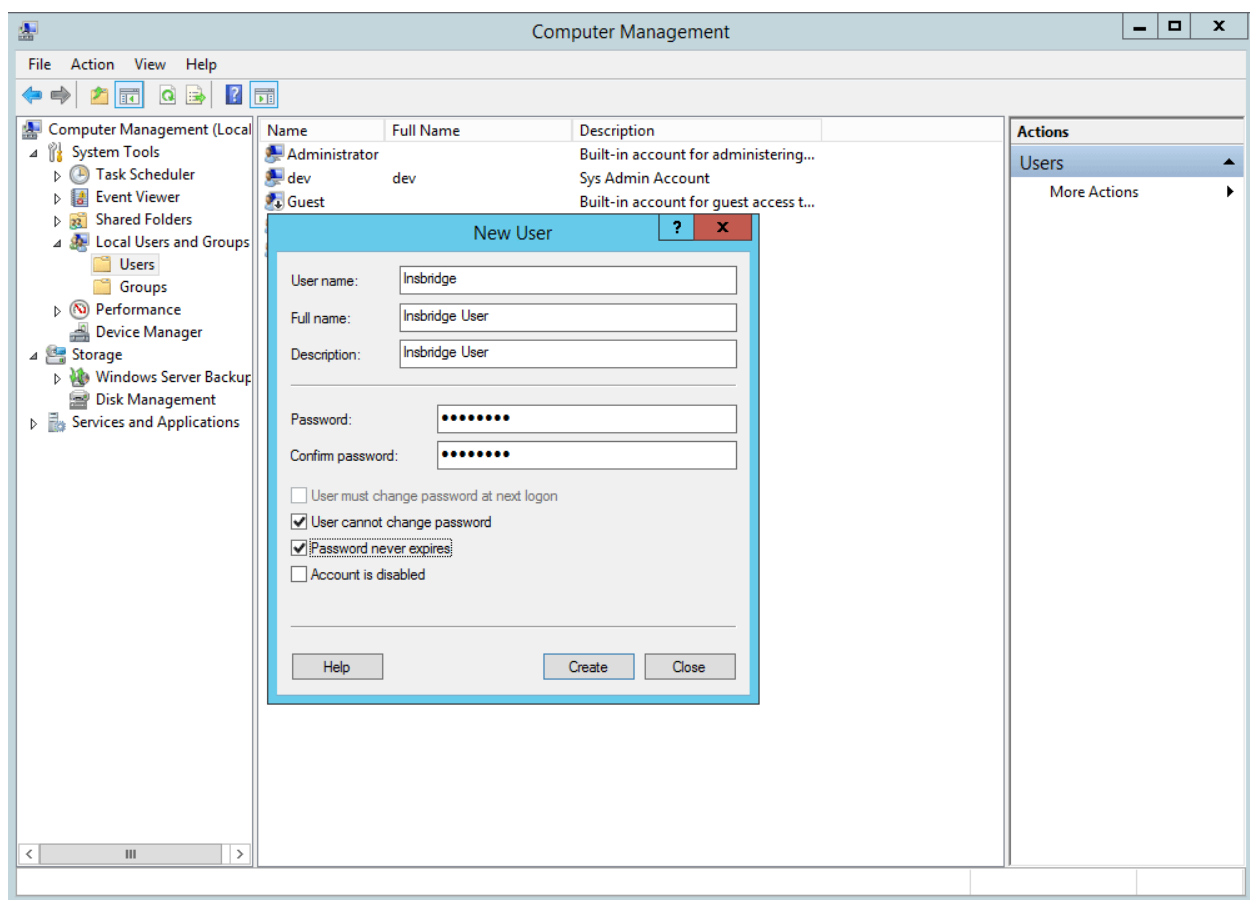 Computer Management
File Action View Help
Computer Management (Local
System Tools
Task Scheduler
Event Viewer
Shared Folders
Local Users and Groups
Users
Groups
Performance
Device Manager
Storage
Windows Server Backup
Disk Management
Services and Applications
Name Full Name Description
Administrator Built-in account for administering...
dev dev Sys Admin Account
Guest Built-in account for guest access t...
New User ? x
User name: Insbridge
Full name: Insbridge User
Description: Insbridge User
Password: ••••••••
Confirm password: ••••••••
User must change password at next logon
User cannot change password
Password never expires
Account is disabled
Help Create Close
Actions
Users
More Actions